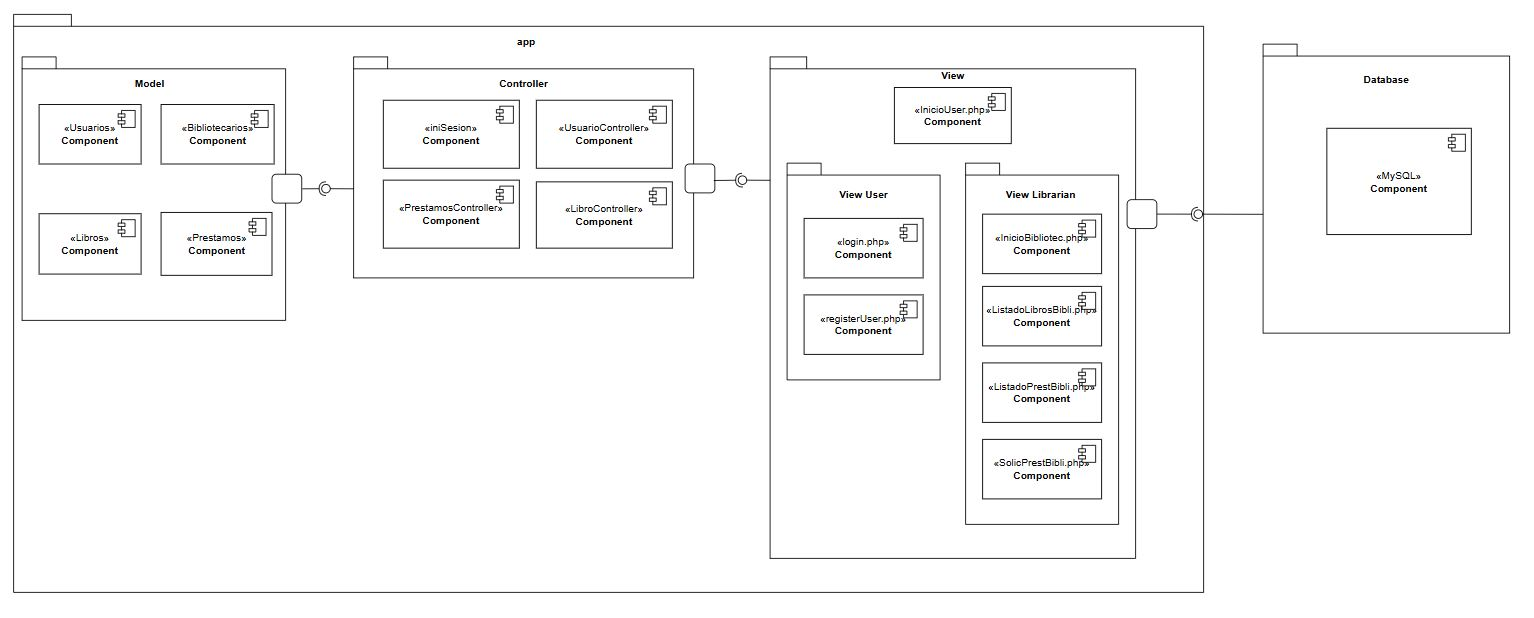 app
Model
«Usuarios»
Component
«Bibliotecarios»
Component
«Libros»
Component
«Prestamos»
Component
Controller
«iniSesion»
Component
«UsuarioController»
Component
«PrestamosController»
Component
«LibroController»
Component
View
«InicioUser.php»
Component
View User
«login.php»
Component
«registerUser.php»
Component
View Librarian
«InicioBibliotec.php»
Component
«ListadoLibrosBibli.php»
Component
«ListadoPrestBibli.php»
Component
«SolicPrestBibli.php»
Component
Database
«MySQL»
Component